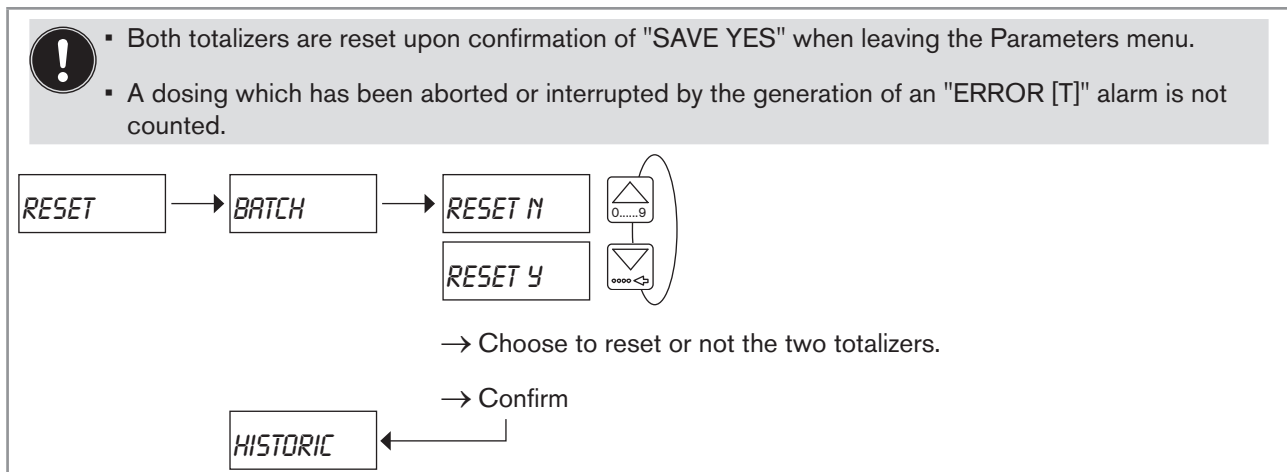 ▪ Both totalizers are reset upon confirmation of "SAVE YES" when leaving the Parameters menu.
▪ A dosing which has been aborted or interrupted by the generation of an "ERROR [T]" alarm is not
counted.
RESET
BATCH
RESET N
0......9
RESET Y
→ Choose to reset or not the two totalizers.
→ Confirm
HISTORIC